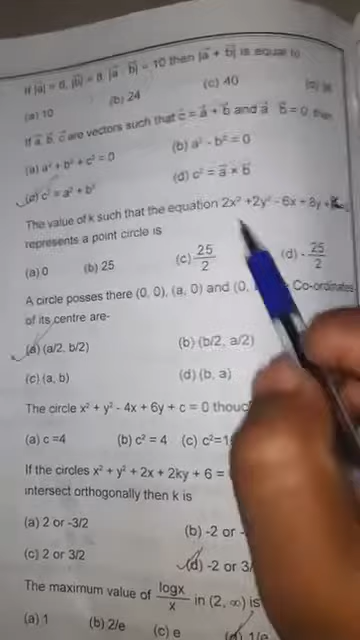 If |a⃗| = 8, |b⃗| = 8, |a⃗ b⃗| = 10 then |a⃗ + b⃗| is equal to
(a) 10 (b) 24 (c) 40
If a⃗, b⃗, c⃗ are vectors such that c⃗ = a⃗ + b⃗ and a⃗ b⃗ = 0 then
(a) a² + b² + c² = 0 (b) a² - b² = 0
c² = a² + b² (d) c² = a⃗ × b⃗
The value of k such that the equation 2x² +2y² - 6x + 8y +
represents a point circle is
(a) 0 (b) 25 (c) 25/2 (d) - 25/2
A circle posses there (0, 0), (a, 0) and (0, Co-ordinates
of its centre are-
(a) (a/2, b/2) (b) (b/2, a/2)
(c) (a, b) (d) (b, a)
The circle x² + y² - 4x + 6y + c = 0
(a) c =4 (b) c² = 4 (c)
If the circles x² + y² + 2x + 2ky + 6 =
intersect orthogonally then k is
(a) 2 or -3/2 (b) -2 or
(c) 2 or 3/2 (d) -2 or
The maximum value of logx/x in (2, ∞) is
(a) 1 (b) 2/e (c) e (d) 1/e